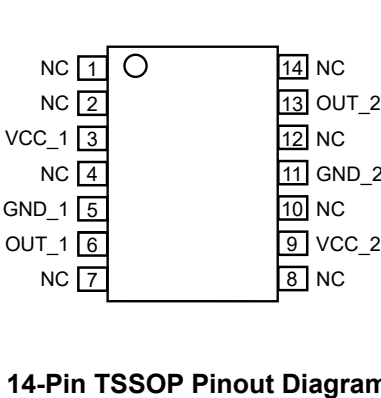 NC 1 14 NC
NC 2 13 OUT_2
VCC_1 3 12 NC
NC 4 11 GND_2
GND_1 5 10 NC
OUT_1 6 9 VCC_2
NC 7 8 NC
14-Pin TSSOP Pinout Diagram